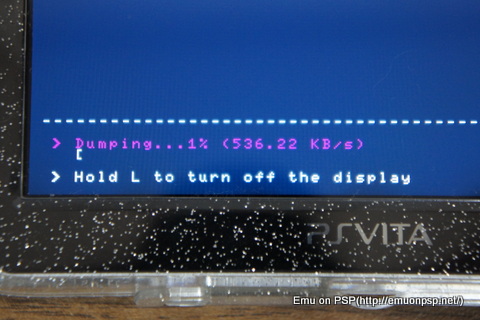 > Dumping...1% (536.22 KB/s)
[
> Hold L to turn off the display
PSVITA
Emu on PSP(http://emuonpsp.net/)